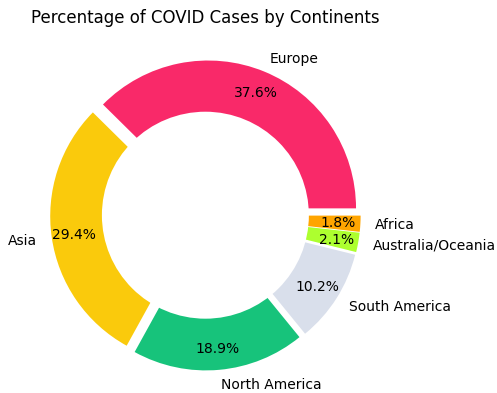 Percentage of COVID Cases by Continents
Europe
37.6%
Asia
29.4%
North America
18.9%
South America
10.2%
Australia/Oceania
2.1%
Africa
1.8%